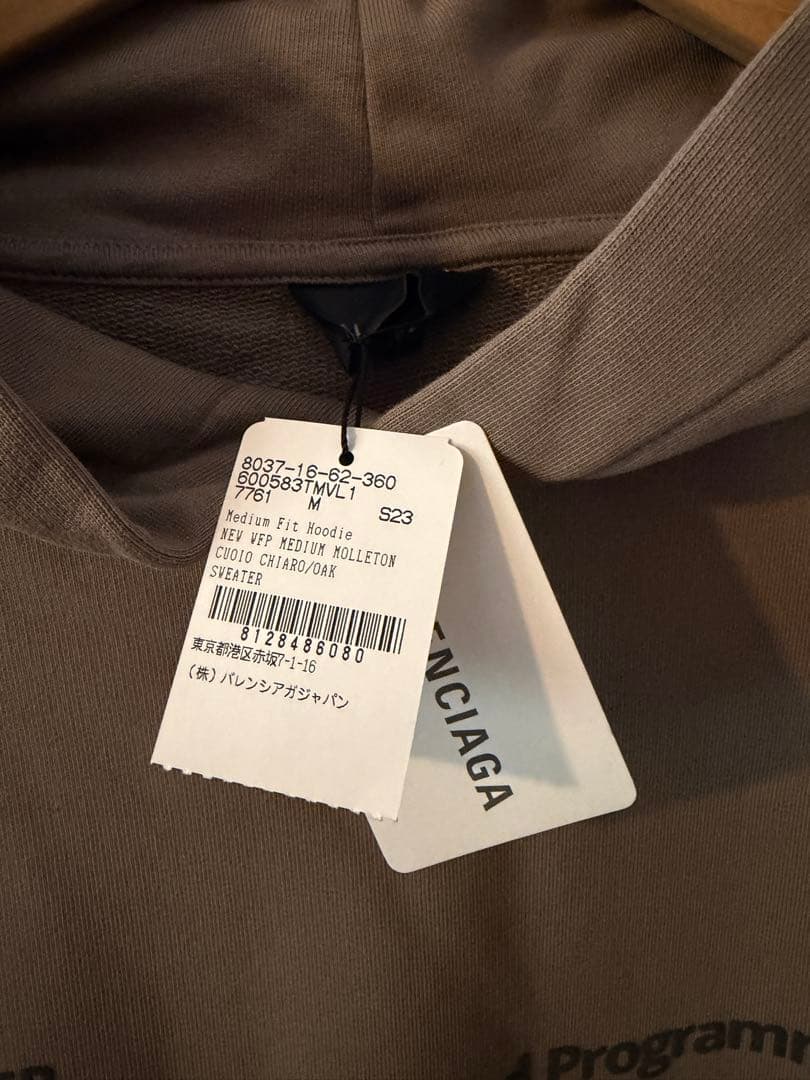 8037-16-62-360
600583TMVL1
7761 M S23
Medium Fit Hoodie
NEW WFP MEDIUM MOLLETON
CUOIO CHIARO/OAK
SWEATER
8128486080
東京都港区赤坂7-1-16
(株)バレンシアガジャパン
ENCIAGA
Programm